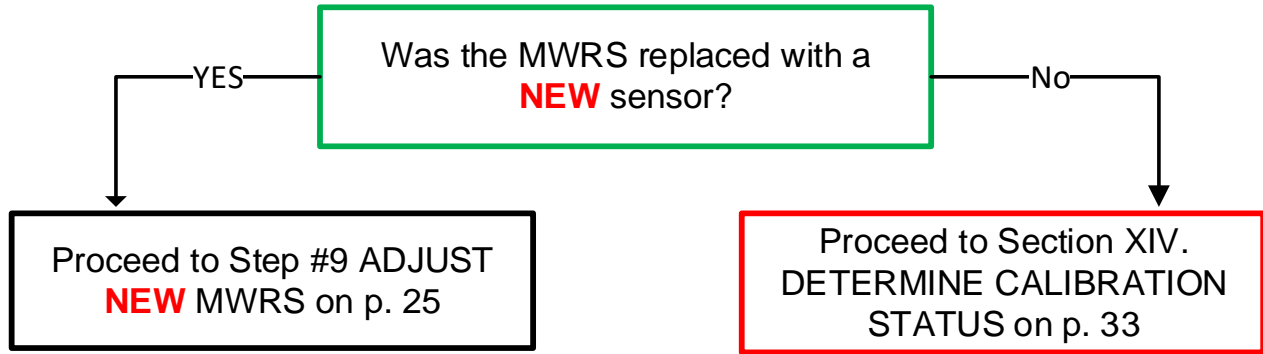 Was the MWRS replaced with a
NEW sensor?
YES
No
Proceed to Step #9 ADJUST
NEW MWRS on p. 25
Proceed to Section XIV.
DETERMINE CALIBRATION
STATUS on p. 33